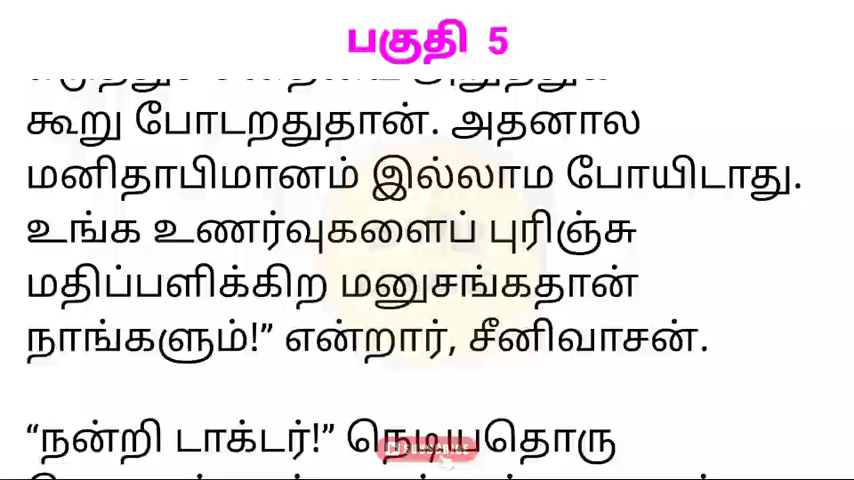 பகுதி 5
கூறு போடறதுதான். அதனால
மனிதாபிமானம் இல்லாம போயிடாது.
உங்க உணர்வுகளைப் புரிஞ்சு
மதிப்பளிக்கிற மனுசங்கதான்
நாங்களும்!” என்றார், சீனிவாசன்.
“நன்றி டாக்டர்!” நெடியதொரு
SUBSCRIBE